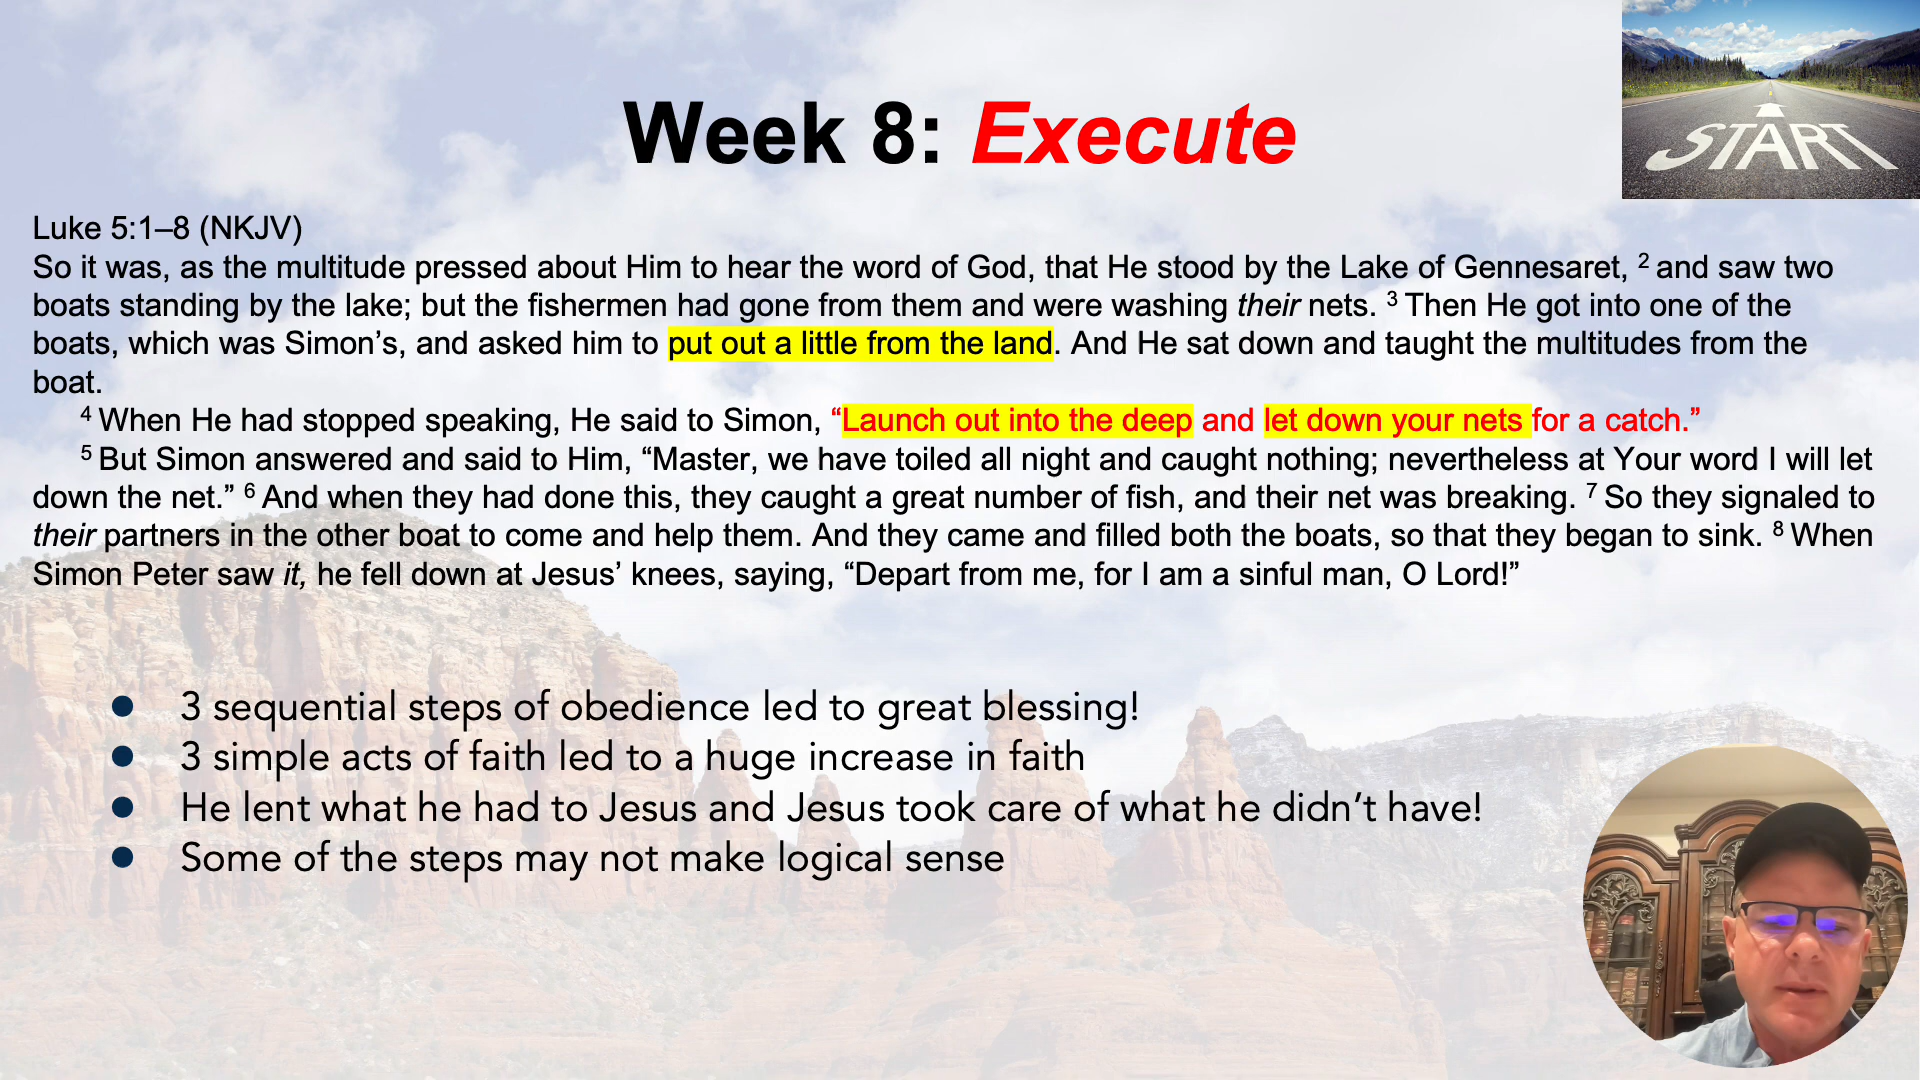 START
Week 8: Execute
Luke 5:1–8 (NKJV)
So it was, as the multitude pressed about Him to hear the word of God, that He stood by the Lake of Gennesaret, 2 and saw two
boats standing by the lake; but the fishermen had gone from them and were washing their nets. 3 Then He got into one of the
boats, which was Simon’s, and asked him to put out a little from the land. And He sat down and taught the multitudes from the
boat.
4 When He had stopped speaking, He said to Simon, “Launch out into the deep and let down your nets for a catch.”
5 But Simon answered and said to Him, “Master, we have toiled all night and caught nothing; nevertheless at Your word I will let
down the net.” 6 And when they had done this, they caught a great number of fish, and their net was breaking. 7 So they signaled to
their partners in the other boat to come and help them. And they came and filled both the boats, so that they began to sink. 8 When
Simon Peter saw it, he fell down at Jesus’ knees, saying, “Depart from me, for I am a sinful man, O Lord!”
● 3 sequential steps of obedience led to great blessing!
● 3 simple acts of faith led to a huge increase in faith
● He lent what he had to Jesus and Jesus took care of what he didn’t have!
● Some of the steps may not make logical sense